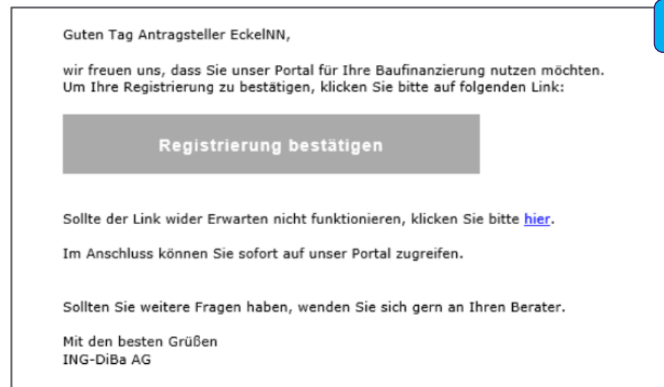 Guten Tag Antragsteller EckelNN,
wir freuen uns, dass Sie unser Portal für Ihre Baufinanzierung nutzen möchten.
Um Ihre Registrierung zu bestätigen, klicken Sie bitte auf folgenden Link:
Registrierung bestätigen
Sollte der Link wider Erwarten nicht funktionieren, klicken Sie bitte hier.
Im Anschluss können Sie sofort auf unser Portal zugreifen.
Sollten Sie weitere Fragen haben, wenden Sie sich gern an Ihren Berater.
Mit den besten Grüßen
ING-DiBa AG